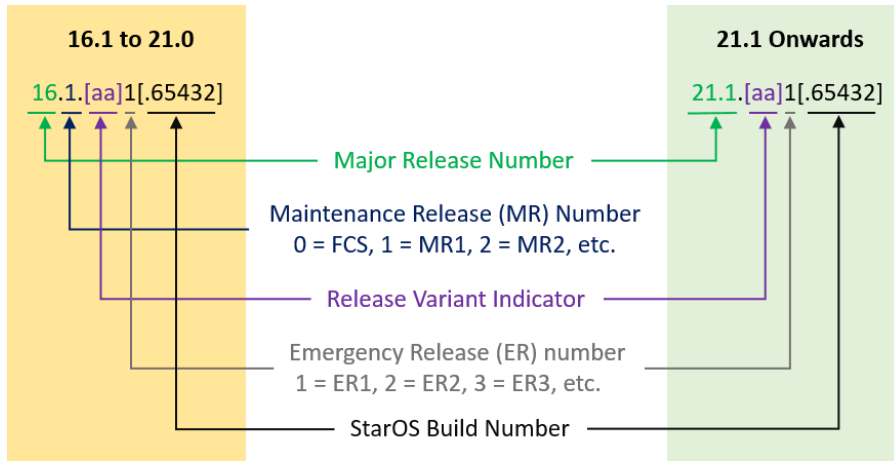 16.1 to 21.0
21.1 Onwards
16.1.[aa]1[.65432]
21.1.[aa]1[.65432]
Major Release Number
Maintenance Release (MR) Number
0 = FCS, 1 = MR1, 2 = MR2, etc.
Release Variant Indicator
Emergency Release (ER) number
1 = ER1, 2 = ER2, 3 = ER3, etc.
StarOS Build Number